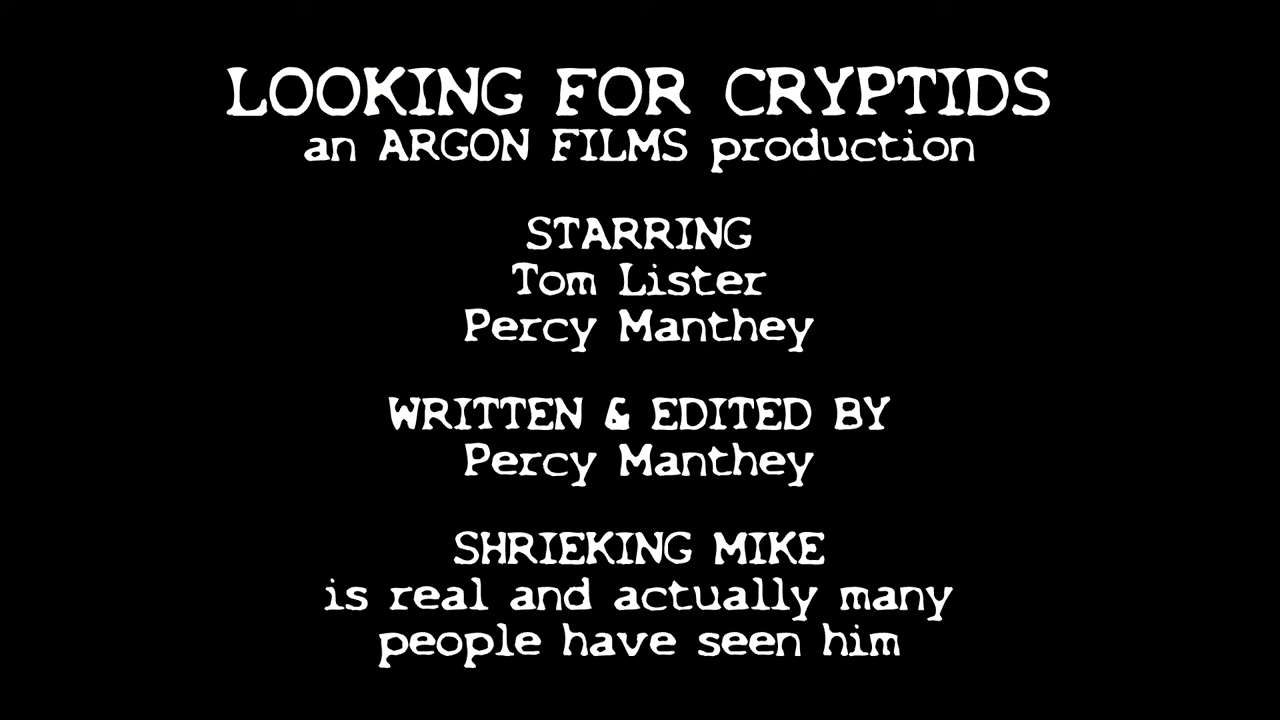 LOOKING FOR CRYPTIDS
an ARGON FILMS production
STARRING
Tom Lister
Percy Manthey
WRITTEN & EDITED BY
Percy Manthey
SHRIEKING MIKE
is real and actually many
people have seen him